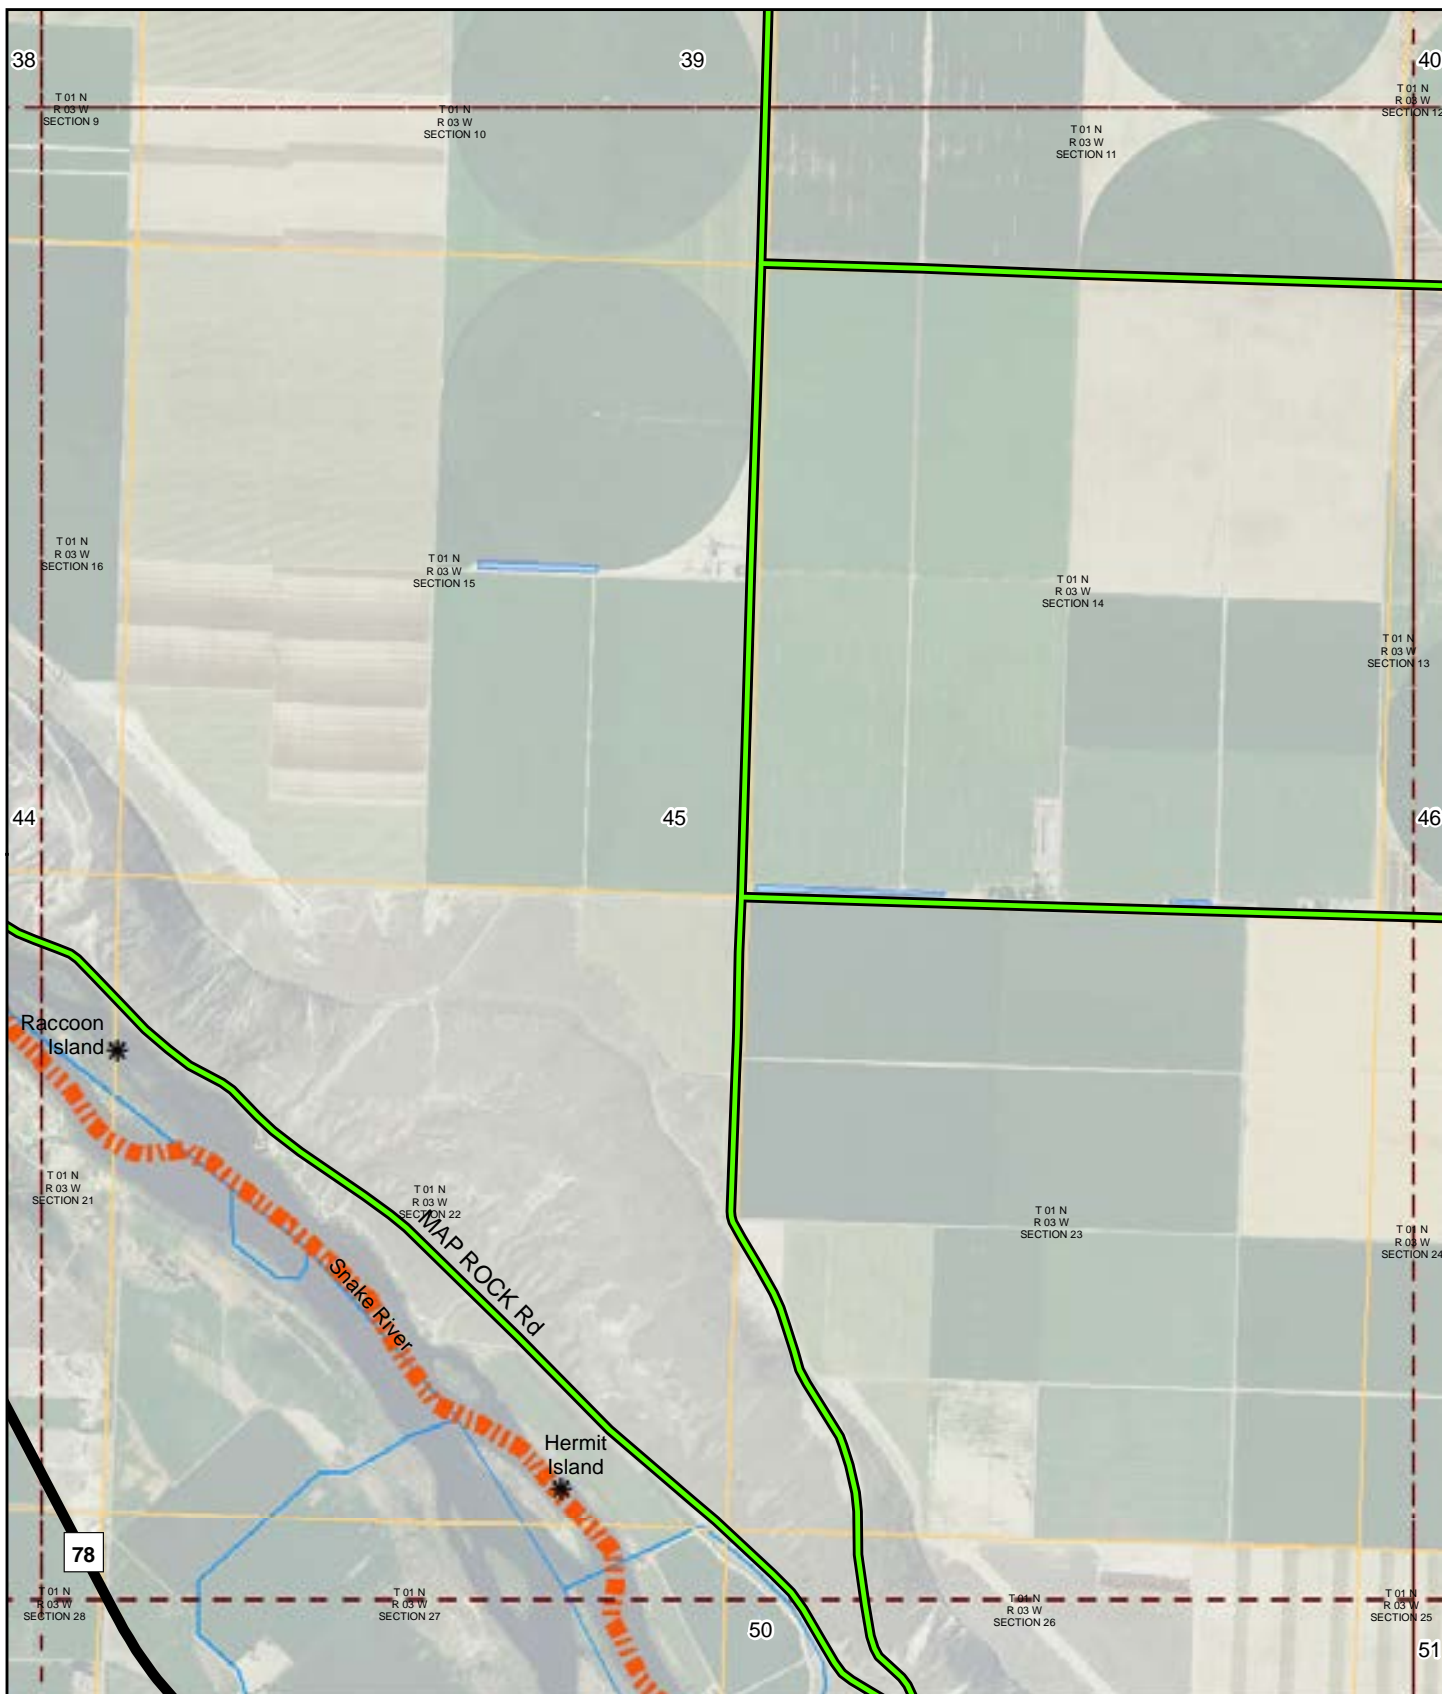 38
39
40
T 01 N
R 03 W
SECTION 9
T 01 N
R 03 W
SECTION 10
T 01 N
R 03 W
SECTION 11
T 01 N
R 03 W
SECTION 12
T 01 N
R 03 W
SECTION 16
T 01 N
R 03 W
SECTION 15
T 01 N
R 03 W
SECTION 14
T 01 N
R 03 W
SECTION 13
44
45
46
Raccoon
Island
T 01 N
R 03 W
SECTION 21
T 01 N
R 03 W
SECTION 22
MAP ROCK Rd
Snake River
T 01 N
R 03 W
SECTION 23
T 01 N
R 03 W
SECTION 24
Hermit
Island
78
T 01 N
R 03 W
SECTION 28
T 01 N
R 03 W
SECTION 27
T 01 N
R 03 W
SECTION 26
T 01 N
R 03 W
SECTION 25
50
51